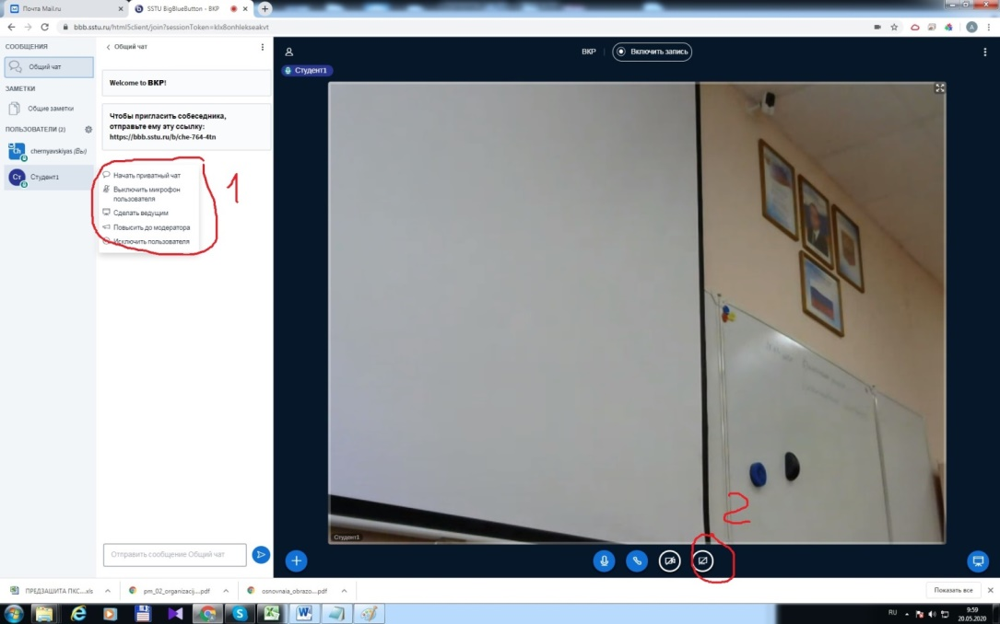 Почта Mail.ru
SSTU BigBlueButton - ВКР
bbb.sstu.ru/html5client/join?sessionToken=klx8onhlekseakvt
СООБЩЕНИЯ
Общий чат
ЗАМЕТКИ
Общие заметки
ПОЛЬЗОВАТЕЛИ (2)
Ch
chernyavskiyas (Вы)
Ст
Студент1
Общий чат
Welcome to ВКР!
Чтобы пригласить собеседника,
отправьте ему эту ссылку:
https://bbb.sstu.ru/b/che-764-4tn
Начать приватный чат
Выключить микрофон
пользователя
Сделать ведущим
Повысить до модератора
Исключить пользователя
1
Отправить сообщение Общий чат
ВКР
Включить запись
Студент1
2
Студент1
ПРЕДЗАЩИТА ПКС....xls
pm_02_organizacij....pdf
osnovnaia_obrazo....pdf
Показать все
RU
9:59
20.05.2020